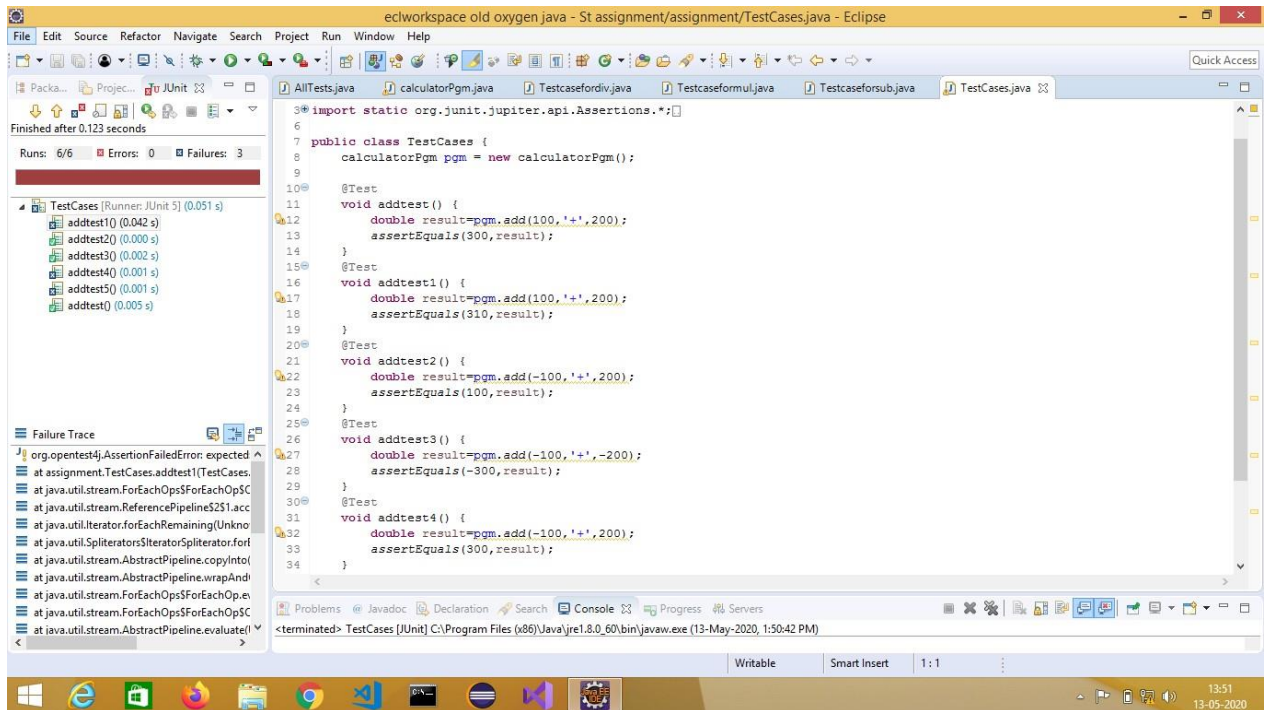 eclworkspace old oxygen java - St assignment/assignment/TestCases.java - Eclipse
File Edit Source Refactor Navigate Search Project Run Window Help
Quick Access
Packa... Projec... JUnit
AllTests.java calculatorPgm.java Testcasefordiv.java Testcaseformul.java Testcaseforsub.java TestCases.java
Finished after 0.123 seconds
Runs: 6/6 Errors: 0 Failures: 3
TestCases [Runner: JUnit 5] (0.051 s)
addtest1() (0.042 s)
addtest2() (0.000 s)
addtest3() (0.002 s)
addtest4() (0.001 s)
addtest5() (0.001 s)
addtest() (0.005 s)
Failure Trace
org.opentest4j.AssertionFailedError: expected:
at assignment.TestCases.addtest1(TestCases.
at java.util.stream.ForEachOps$ForEachOp$C
at java.util.stream.ReferencePipeline$2$1.acc
at java.util.Iterator.forEachRemaining(Unkno
at java.util.Spliterators$IteratorSpliterator.forE
at java.util.stream.AbstractPipeline.copyInto(
at java.util.stream.AbstractPipeline.wrapAnd
at java.util.stream.ForEachOps$ForEachOp.ev
at java.util.stream.ForEachOps$ForEachOp$C
at java.util.stream.AbstractPipeline.evaluate(
3 import static org.junit.jupiter.api.Assertions.*;
6
7 public class TestCases {
8 calculatorPgm pgm = new calculatorPgm();
9
10 @Test
11 void addtest() {
12 double result=pgm.add(100,'+',200);
13 assertEquals(300,result);
14 }
15 @Test
16 void addtest1() {
17 double result=pgm.add(100,'+',200);
18 assertEquals(310,result);
19 }
20 @Test
21 void addtest2() {
22 double result=pgm.add(-100,'+',200);
23 assertEquals(100,result);
24 }
25 @Test
26 void addtest3() {
27 double result=pgm.add(-100,'+',-200);
28 assertEquals(-300,result);
29 }
30 @Test
31 void addtest4() {
32 double result=pgm.add(-100,'+',200);
33 assertEquals(300,result);
34 }
Problems Javadoc Declaration Search Console Progress Servers
<terminated> TestCases [JUnit] C:\Program Files (x86)\Java\jre1.8.0_60\bin\javaw.exe (13-May-2020, 1:50:42 PM)
Writable Smart Insert 1 : 1
Java EE
IDE
13:51
13-05-2020